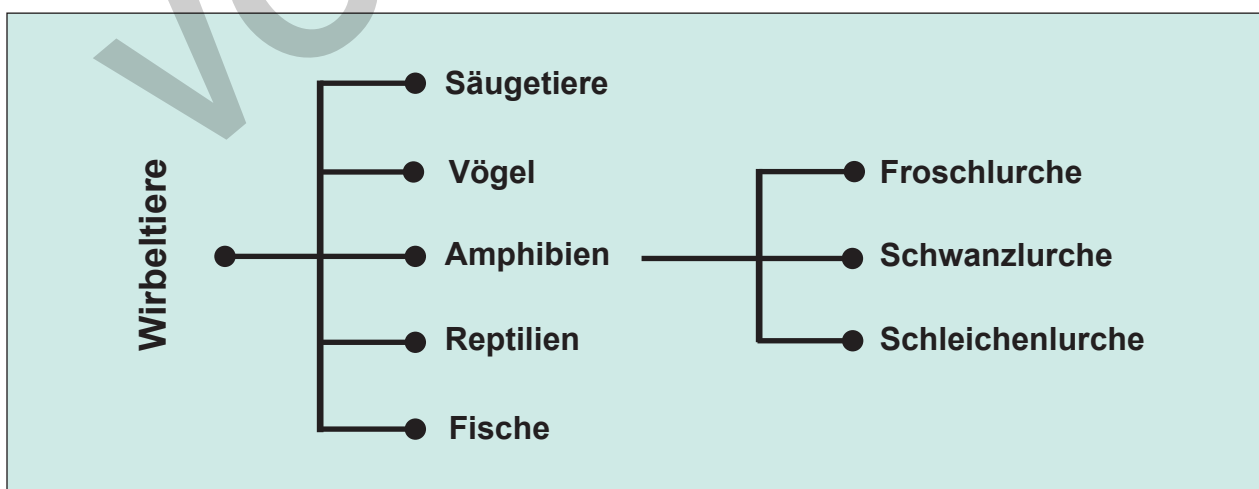 Wirbeltiere
Säugetiere
Vögel
Amphibien
Reptilien
Fische
Froschlurche
Schwanzlurche
Schleichenlurche